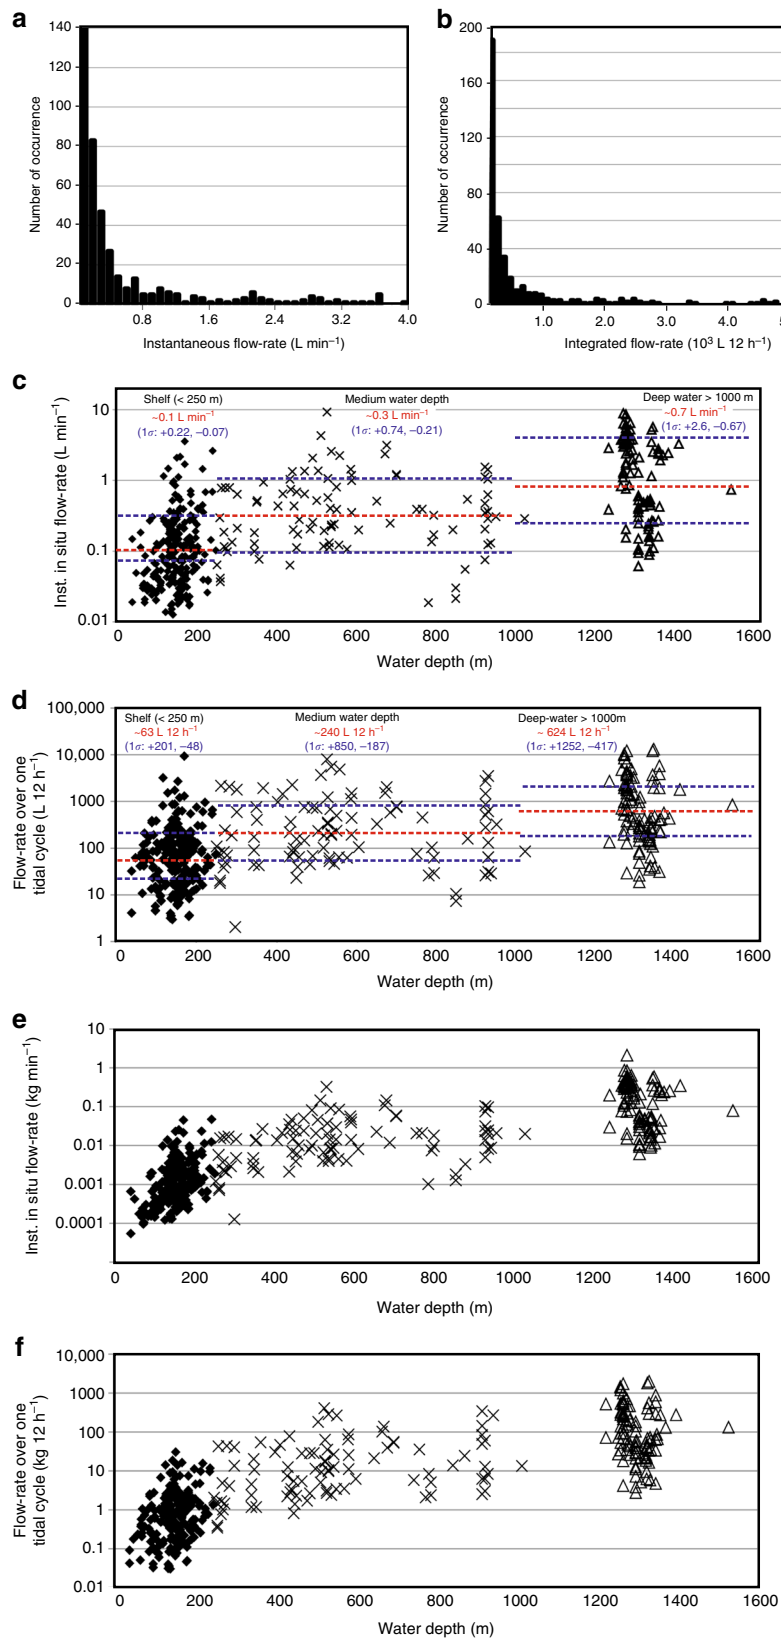 a
Number of occurrence
140
120
100
80
60
40
20
0
0.8
1.6
2.4
3.2
4.0
Instantaneous flow-rate (L min⁻¹)
b
Number of occurrence
200
160
120
80
40
0
1.0
2.0
3.0
4.0
Integrated flow-rate (10³ L 12 h⁻¹)
c
Inst. in situ flow-rate (L min⁻¹)
10
1
0.1
0.01
Shelf (< 250 m)
~0.1 L min⁻¹
(1σ: +0.22, −0.07)
Medium water depth
~0.3 L min⁻¹
(1σ: +0.74, −0.21)
Deep water > 1000 m
~0.7 L min⁻¹
(1σ: +2.6, −0.67)
0
200
400
600
800
1000
1200
1400
1600
Water depth (m)
d
Flow-rate over one
tidal cycle (L 12 h⁻¹)
100,000
10,000
1000
100
10
1
Shelf (< 250 m)
~63 L 12 h⁻¹
(1σ: +201, −48)
Medium water depth
~240 L 12 h⁻¹
(1σ: +850, −187)
Deep-water > 1000m
~ 624 L 12 h⁻¹
(1σ: +1252, −417)
0
200
400
600
800
1000
1200
1400
1600
Water depth (m)
e
Inst. in situ flow-rate (kg min⁻¹)
10
1
0.1
0.01
0.001
0.0001
0
200
400
600
800
1000
1200
1400
1600
Water depth (m)
f
Flow-rate over one
tidal cycle (kg 12 h⁻¹)
10,000
1000
100
10
1
0.1
0.01
0
200
400
600
800
1000
1200
1400
1600
Water depth (m)